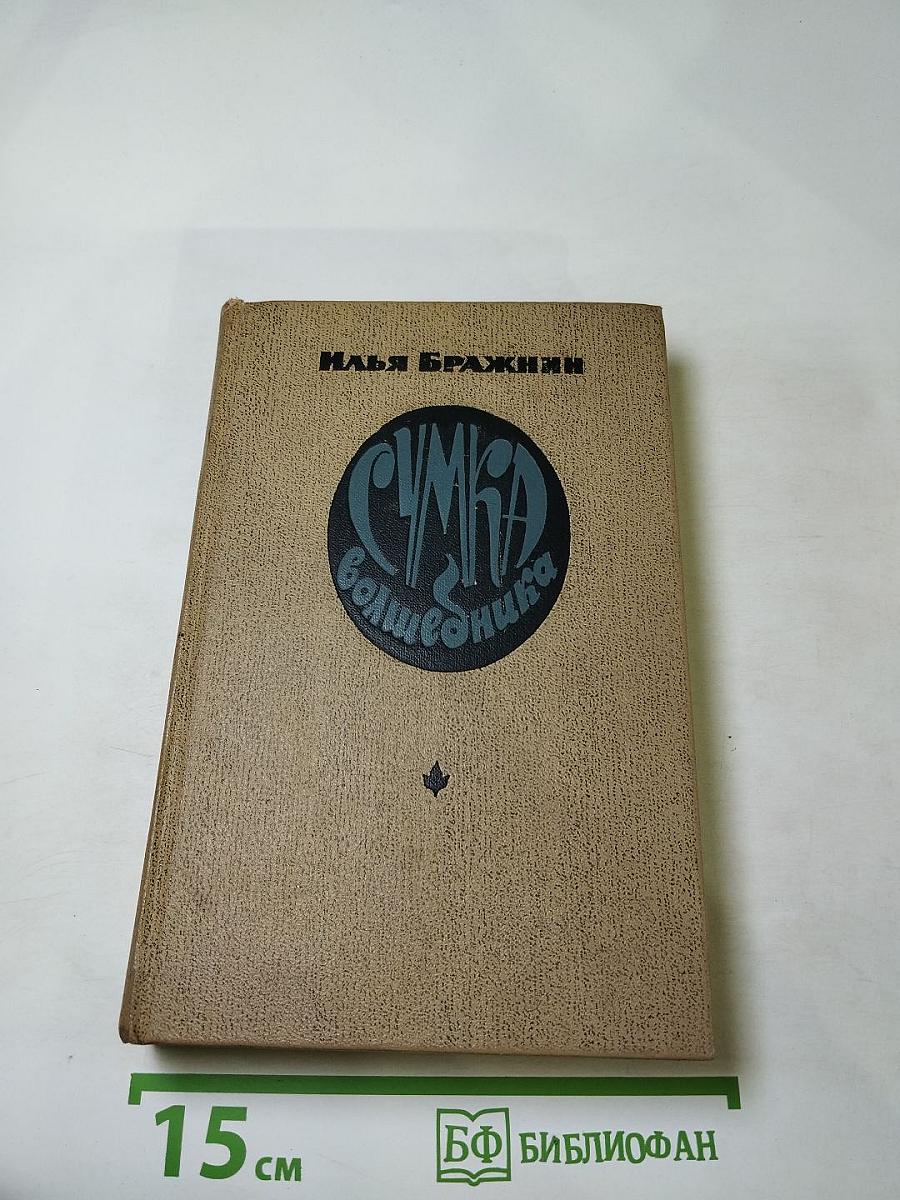 Илья Бражнин
СУМКА
волшебника
15 см
БФ БИБЛИОФАН